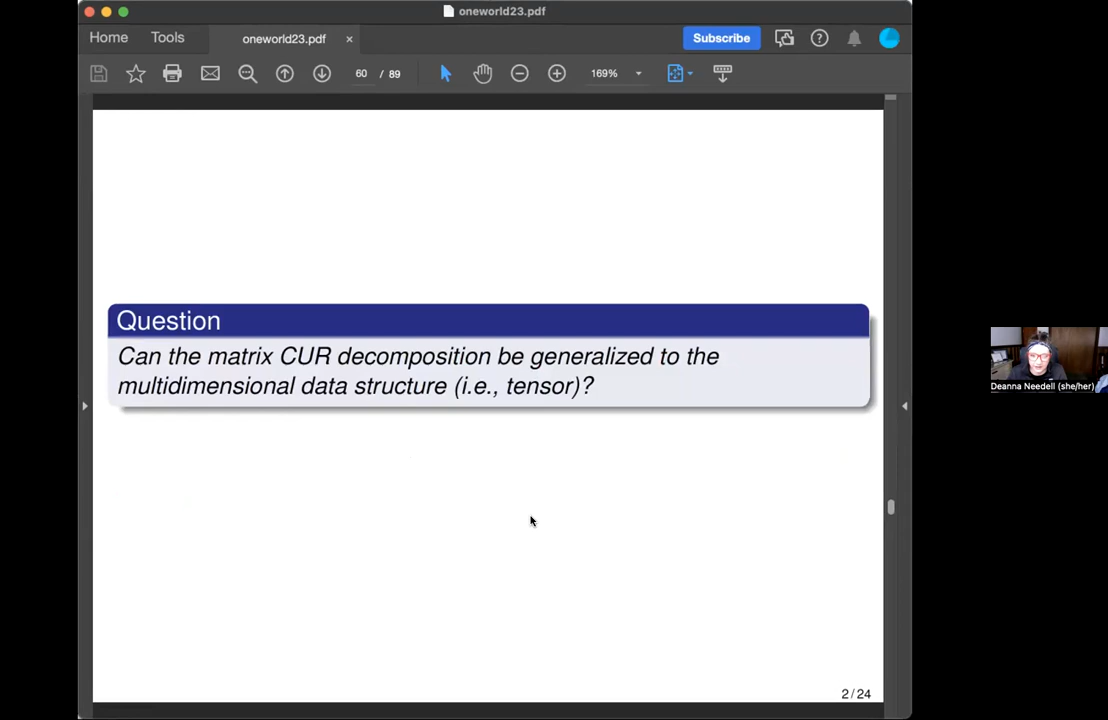 oneworld23.pdf
Home
Tools
oneworld23.pdf
×
Subscribe
60 / 89
169%
Question
Can the matrix CUR decomposition be generalized to the
multidimensional data structure (i.e., tensor)?
Deanna Needell (she/her)
2 / 24